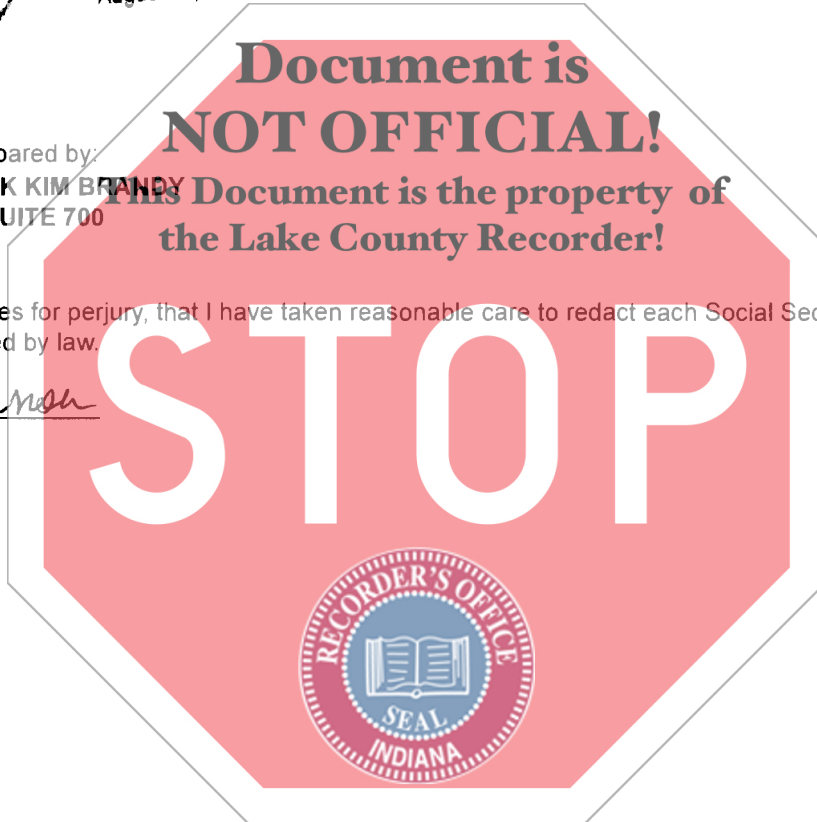 Document is
NOT OFFICIAL!
pared by:
K KIM BRANDY
This Document is the property of
UITE 700
the Lake County Recorder!
es for perjury, that I have taken reasonable care to redact each Social Sec
ed by law.
STOP
RECORDER'S OFFICE
SEAL
INDIANA